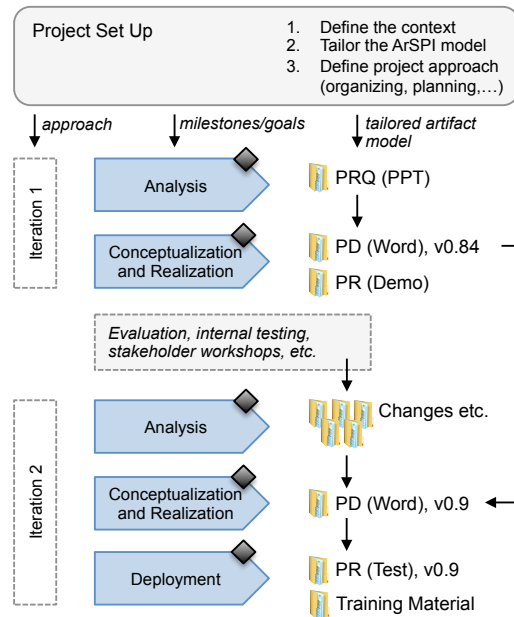 Project Set Up
1. Define the context
2. Tailor the ArSPI model
3. Define project approach
(organizing, planning,…)
approach
milestones/goals
tailored artifact
model
Iteration 1
Analysis
PRQ (PPT)
Conceptualization
and Realization
PD (Word), v0.84
PR (Demo)
Evaluation, internal testing,
stakeholder workshops, etc.
Iteration 2
Analysis
Changes etc.
Conceptualization
and Realization
PD (Word), v0.9
Deployment
PR (Test), v0.9
Training Material